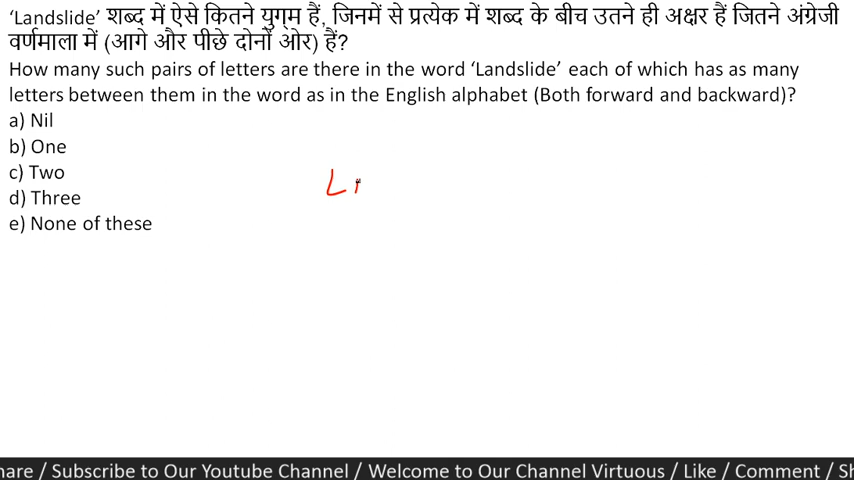 ‘Landslide’ शब्द में ऐसे कितने युग्म हैं, जिनमें से प्रत्येक में शब्द के बीच उतने ही अक्षर हैं जितने अंग्रेजी
वर्णमाला में (आगे और पीछे दोनों ओर) हैं?
How many such pairs of letters are there in the word ‘Landslide’ each of which has as many
letters between them in the word as in the English alphabet (Both forward and backward)?
a) Nil
b) One
c) Two
d) Three
e) None of these
L
hare / Subscribe to Our Youtube Channel / Welcome to Our Channel Virtuous / Like / Comment / Sh